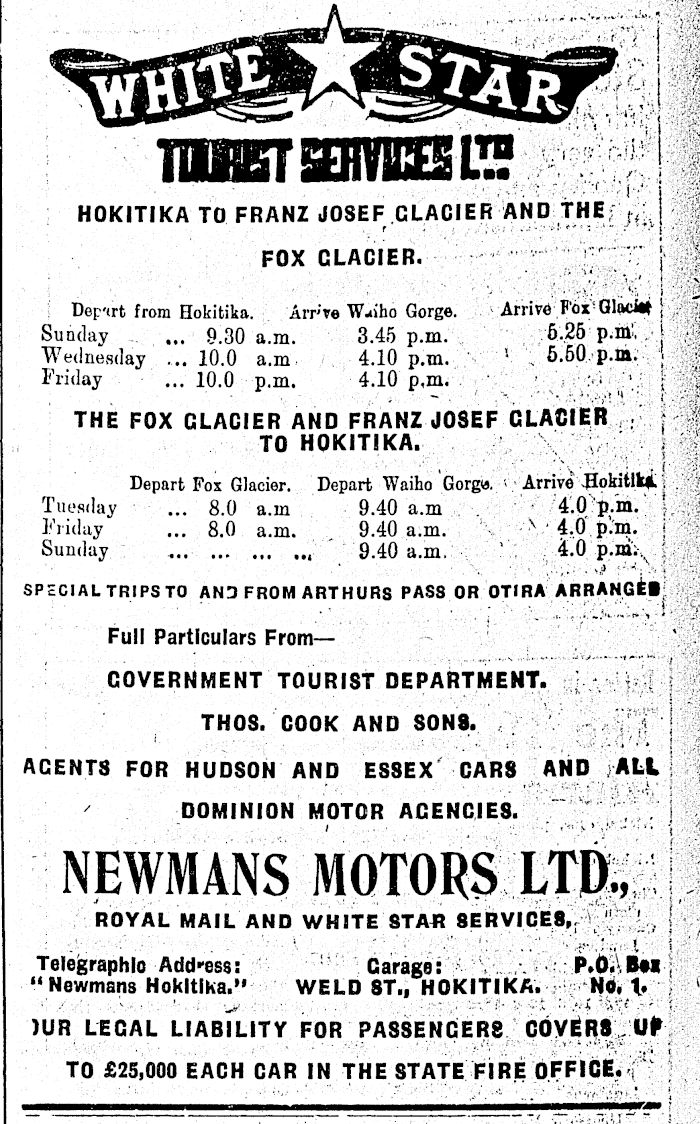 WHITE STAR
TOURIST SERVICES LTD.
HOKITIKA TO FRANZ JOSEF GLACIER AND THE
FOX GLACIER.
Depart from Hokitika. Arrive Waiho Gorge. Arrive Fox Glacier
Sunday ... 9.30 a.m. 3.45 p.m. 5.25 p.m.
Wednesday ... 10.0 a.m 4.10 p.m. 5.50 p.m.
Friday ... 10.0 p.m. 4.10 p.m.
THE FOX GLACIER AND FRANZ JOSEF GLACIER
TO HOKITIKA.
Depart Fox Glacier. Depart Waiho Gorge. Arrive Hokitika.
Tuesday ... 8.0 a.m 9.40 a.m 4.0 p.m.
Friday ... 8.0 a.m. 9.40 a.m. 4.0 p.m.
Sunday ... ... ... ... 9.40 a.m. 4.0 p.m.
SPECIAL TRIPS TO AND FROM ARTHURS PASS OR OTIRA ARRANGED
Full Particulars From—
GOVERNMENT TOURIST DEPARTMENT.
THOS. COOK AND SONS.
AGENTS FOR HUDSON AND ESSEX CARS AND ALL
DOMINION MOTOR AGENCIES.
NEWMANS MOTORS LTD.,
ROYAL MAIL AND WHITE STAR SERVICES,
Telegraphic Address: Garage: P.O. Box
"Newmans Hokitika." WELD ST., HOKITIKA. No. 1.
OUR LEGAL LIABILITY FOR PASSENGERS COVERS UP
TO £25,000 EACH CAR IN THE STATE FIRE OFFICE.